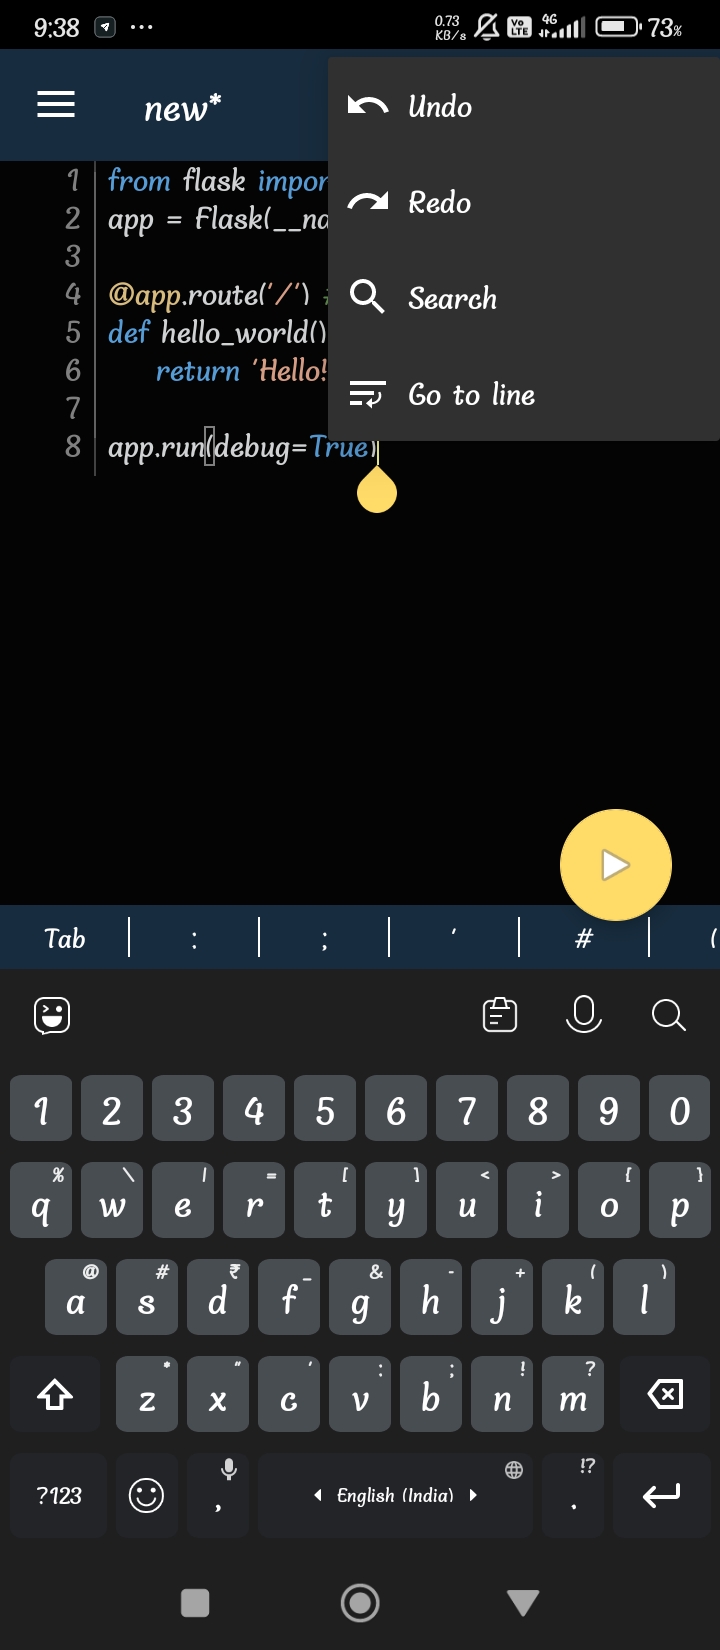 9:38 ... 0.73 KB/s Vo LTE 4G 73%
new*
Undo
Redo
Search
Go to line
1 from flask impor
2 app = Flask(__na
3
4 @app.route('/') #
5 def hello_world()
6 return 'Hello!
7
8 app.run(debug=True)
Tab : ; ' # (
1 2 3 4 5 6 7 8 9 0
% \ | = [ ] < > { }
q w e r t y u i o p
@ # ₹ _ & - + ( )
a s d f g h j k l
* " ' : ; ! ?
z x c v b n m
!?
?123 , English (India) .